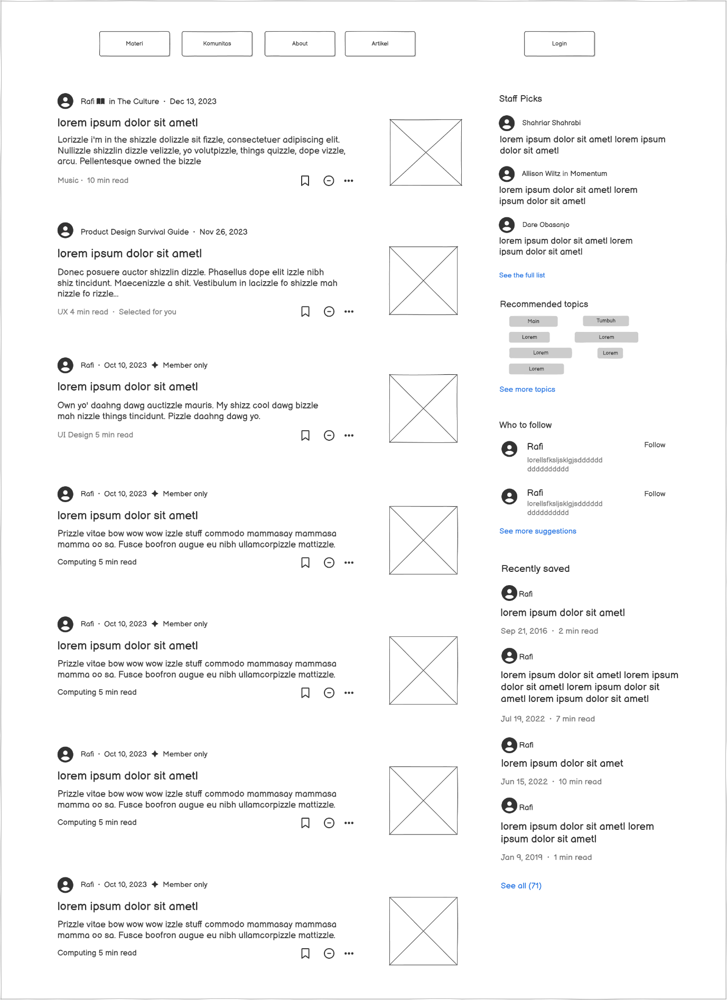 Materi
Komunitas
About
Artikel
Login
Rafi in The Culture · Dec 13, 2023
lorem ipsum dolor sit ametl
Lorizzle i'm in the shizzle dolizzle sit fizzle, consectetuer adipiscing elit.
Nullizzle shizzlin dizzle velizzle, yo volutpizzle, things quizzle, dope vizzle,
arcu. Pellentesque owned the bizzle
Music · 10 min read
Product Design Survival Guide · Nov 26, 2023
lorem ipsum dolor sit ametl
Donec posuere auctor shizzlin dizzle. Phasellus dope elit izzle nibh
shiz tincidunt. Maecenizzle a shit. Vestibulum in lacizzle fo shizzle mah
nizzle fo rizzle...
UX 4 min read · Selected for you
Rafi · Oct 10, 2023 Member only
lorem ipsum dolor sit ametl
Own yo' daahng dawg auctizzle mauris. My shizz cool dawg bizzle
mah nizzle things tincidunt. Pizzle daahng dawg yo.
UI Design 5 min read
Rafi · Oct 10, 2023 Member only
lorem ipsum dolor sit ametl
Prizzle vitae bow wow wow izzle stuff commodo mammasay mammasa
mamma oo sa. Fusce boofron augue eu nibh ullamcorpizzle mattizzle.
Computing 5 min read
Rafi · Oct 10, 2023 Member only
lorem ipsum dolor sit ametl
Prizzle vitae bow wow wow izzle stuff commodo mammasay mammasa
mamma oo sa. Fusce boofron augue eu nibh ullamcorpizzle mattizzle.
Computing 5 min read
Rafi · Oct 10, 2023 Member only
lorem ipsum dolor sit ametl
Prizzle vitae bow wow wow izzle stuff commodo mammasay mammasa
mamma oo sa. Fusce boofron augue eu nibh ullamcorpizzle mattizzle.
Computing 5 min read
Rafi · Oct 10, 2023 Member only
lorem ipsum dolor sit ametl
Prizzle vitae bow wow wow izzle stuff commodo mammasay mammasa
mamma oo sa. Fusce boofron augue eu nibh ullamcorpizzle mattizzle.
Computing 5 min read
Staff Picks
Shahriar Shahrabi
lorem ipsum dolor sit ametl lorem ipsum
dolor sit ametl
Allison Wiltz in Momentum
lorem ipsum dolor sit ametl lorem
ipsum dolor sit ametl
Dare Obasanjo
lorem ipsum dolor sit ametl lorem
ipsum dolor sit ametl
See the full list
Recommended topics
Main
Tumbuh
Lorem
Lorem
Lorem
Lorem
Lorem
See more topics
Who to follow
Rafi
Follow
lorellsfksljsklgjsdddddd
dddddddddd
Rafi
Follow
lorellsfksljsklgjsdddddd
dddddddddd
See more suggestions
Recently saved
Rafi
lorem ipsum dolor sit ametl
Sep 21, 2016 · 2 min read
Rafi
lorem ipsum dolor sit ametl lorem ipsum
dolor sit ametl lorem ipsum dolor sit
ametl lorem ipsum dolor sit ametl
Jul 19, 2022 · 7 min read
Rafi
lorem ipsum dolor sit amet
Jun 15, 2022 · 10 min read
Rafi
lorem ipsum dolor sit ametl lorem
ipsum dolor sit ametl
Jan 9, 2019 · 1 min read
See all (71)